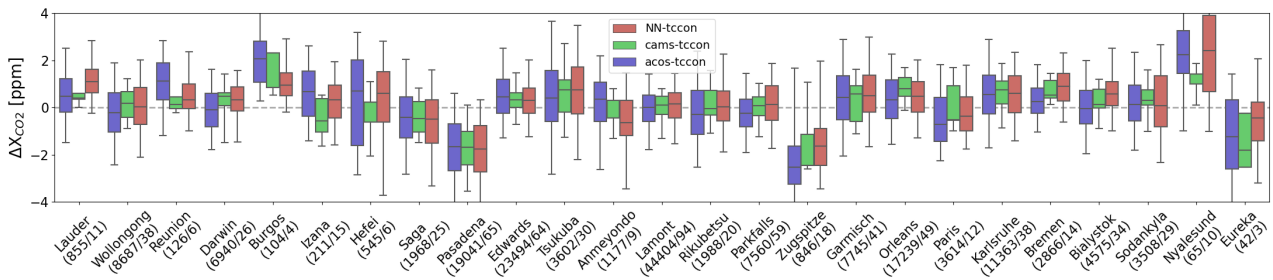 ΔX_CO2 [ppm]
4
2
0
−2
−4
NN-tccon
cams-tccon
acos-tccon
Lauder
(855/11)
Wollongong
(8687/38)
Reunion
(126/6)
Darwin
(6940/26)
Burgos
(104/4)
Izana
(211/15)
Hefei
(545/6)
Saga
(1968/25)
Pasadena
(19041/65)
Edwards
(23494/64)
Tsukuba
(3602/30)
Anmeyondo
(1177/9)
Lamont
(44404/94)
Rikubetsu
(1988/20)
Parkfalls
(7560/59)
Zugspitze
(846/18)
Garmisch
(7745/41)
Orleans
(17239/49)
Paris
(3614/12)
Karlsruhe
(11363/38)
Bremen
(2866/14)
Bialystok
(4575/34)
Sodankyla
(3508/29)
Nyalesund
(65/10)
Eureka
(42/3)